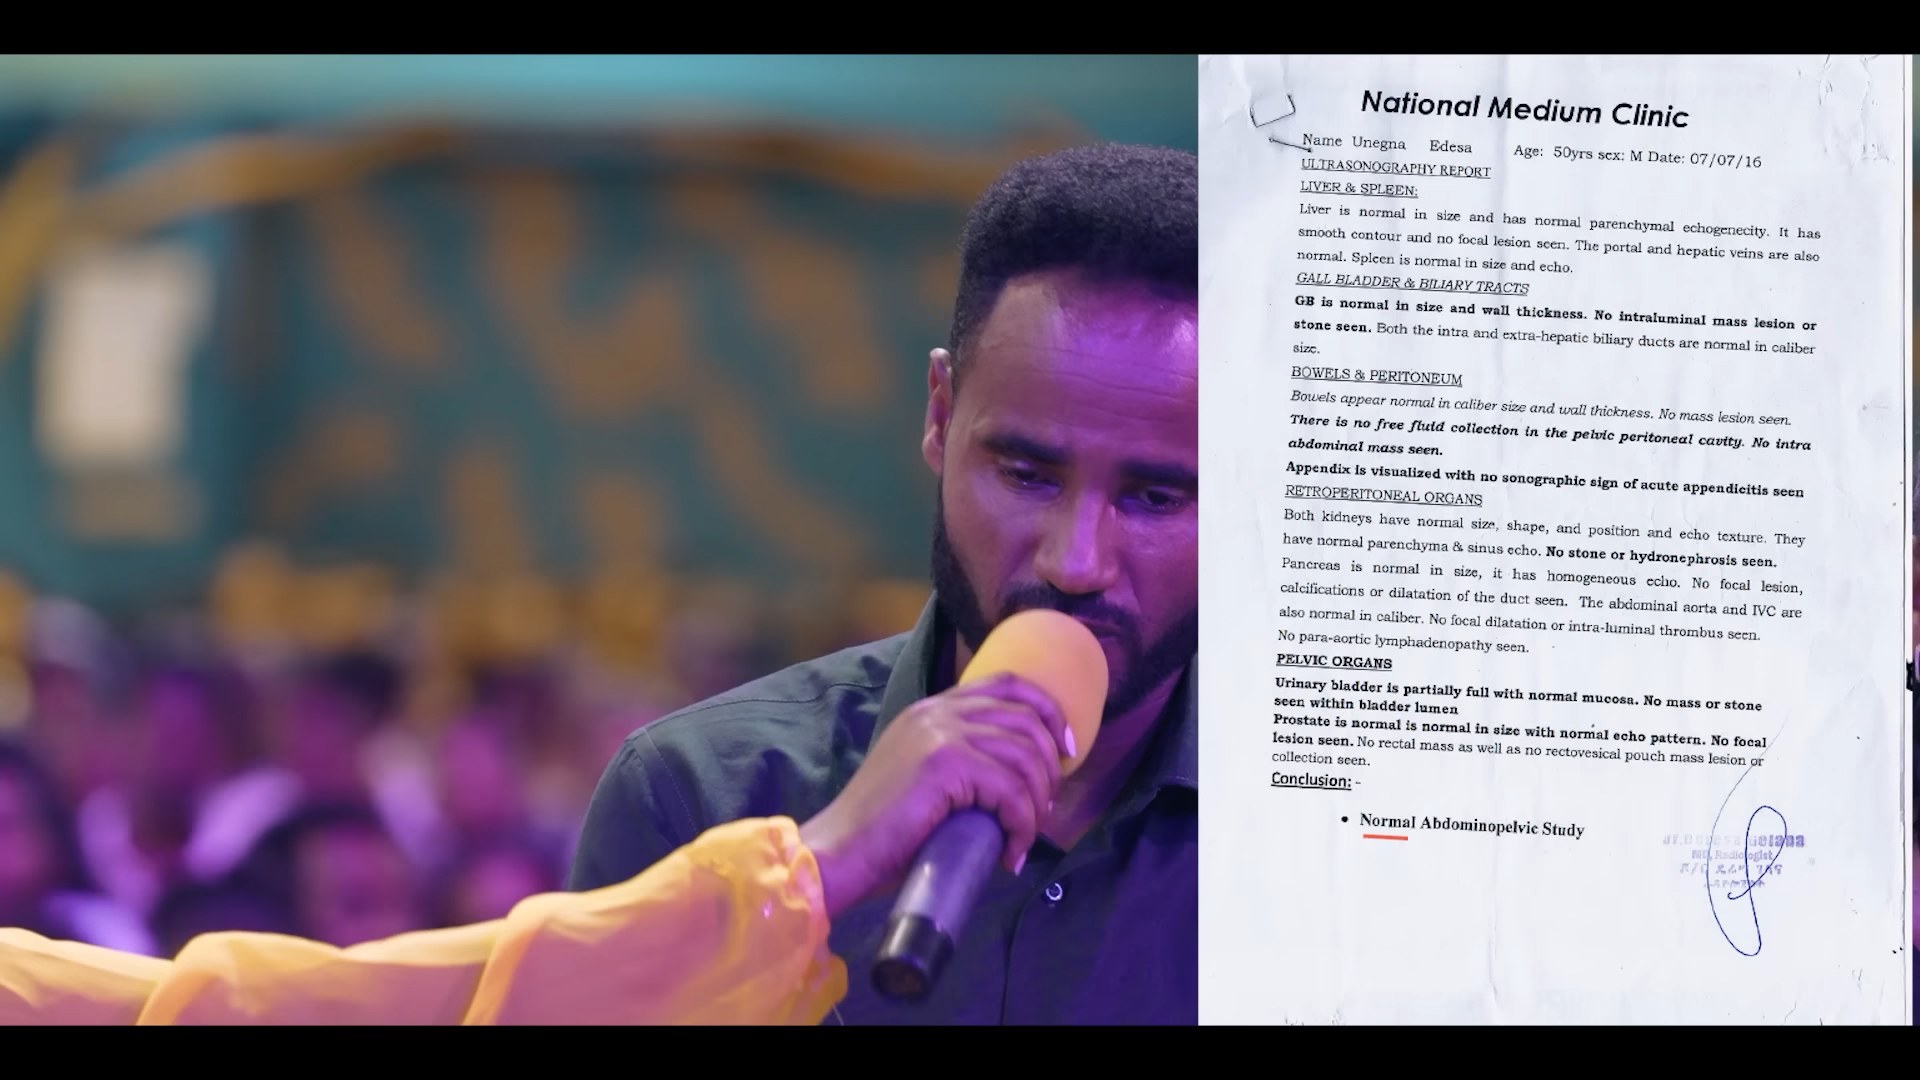 National Medium Clinic
Name Unegna Edesa Age: 50yrs sex: M Date: 07/07/16
ULTRASONOGRAPHY REPORT
LIVER & SPLEEN:
Liver is normal in size and has normal parenchymal echogenecity. It has
smooth contour and no focal lesion seen. The portal and hepatic veins are also
normal. Spleen is normal in size and echo.
GALL BLADDER & BILIARY TRACTS
GB is normal in size and wall thickness. No intraluminal mass lesion or
stone seen. Both the intra and extra-hepatic biliary ducts are normal in caliber
size.
BOWELS & PERITONEUM
Bowels appear normal in caliber size and wall thickness. No mass lesion seen.
There is no free fluid collection in the pelvic peritoneal cavity. No intra
abdominal mass seen.
Appendix is visualized with no sonographic sign of acute appendicitis seen
RETROPERITONEAL ORGANS
Both kidneys have normal size, shape, and position and echo texture. They
have normal parenchyma & sinus echo. No stone or hydronephrosis seen.
Pancreas is normal in size, it has homogeneous echo. No focal lesion,
calcifications or dilatation of the duct seen. The abdominal aorta and IVC are
also normal in caliber. No focal dilatation or intra-luminal thrombus seen.
No para-aortic lymphadenopathy seen.
PELVIC ORGANS
Urinary bladder is partially full with normal mucosa. No mass or stone
seen within bladder lumen
Prostate is normal is normal in size with normal echo pattern. No focal
lesion seen. No rectal mass as well as no rectovesical pouch mass lesion or
collection seen.
Conclusion: -
• Normal Abdominopelvic Study
MD, Radiologist